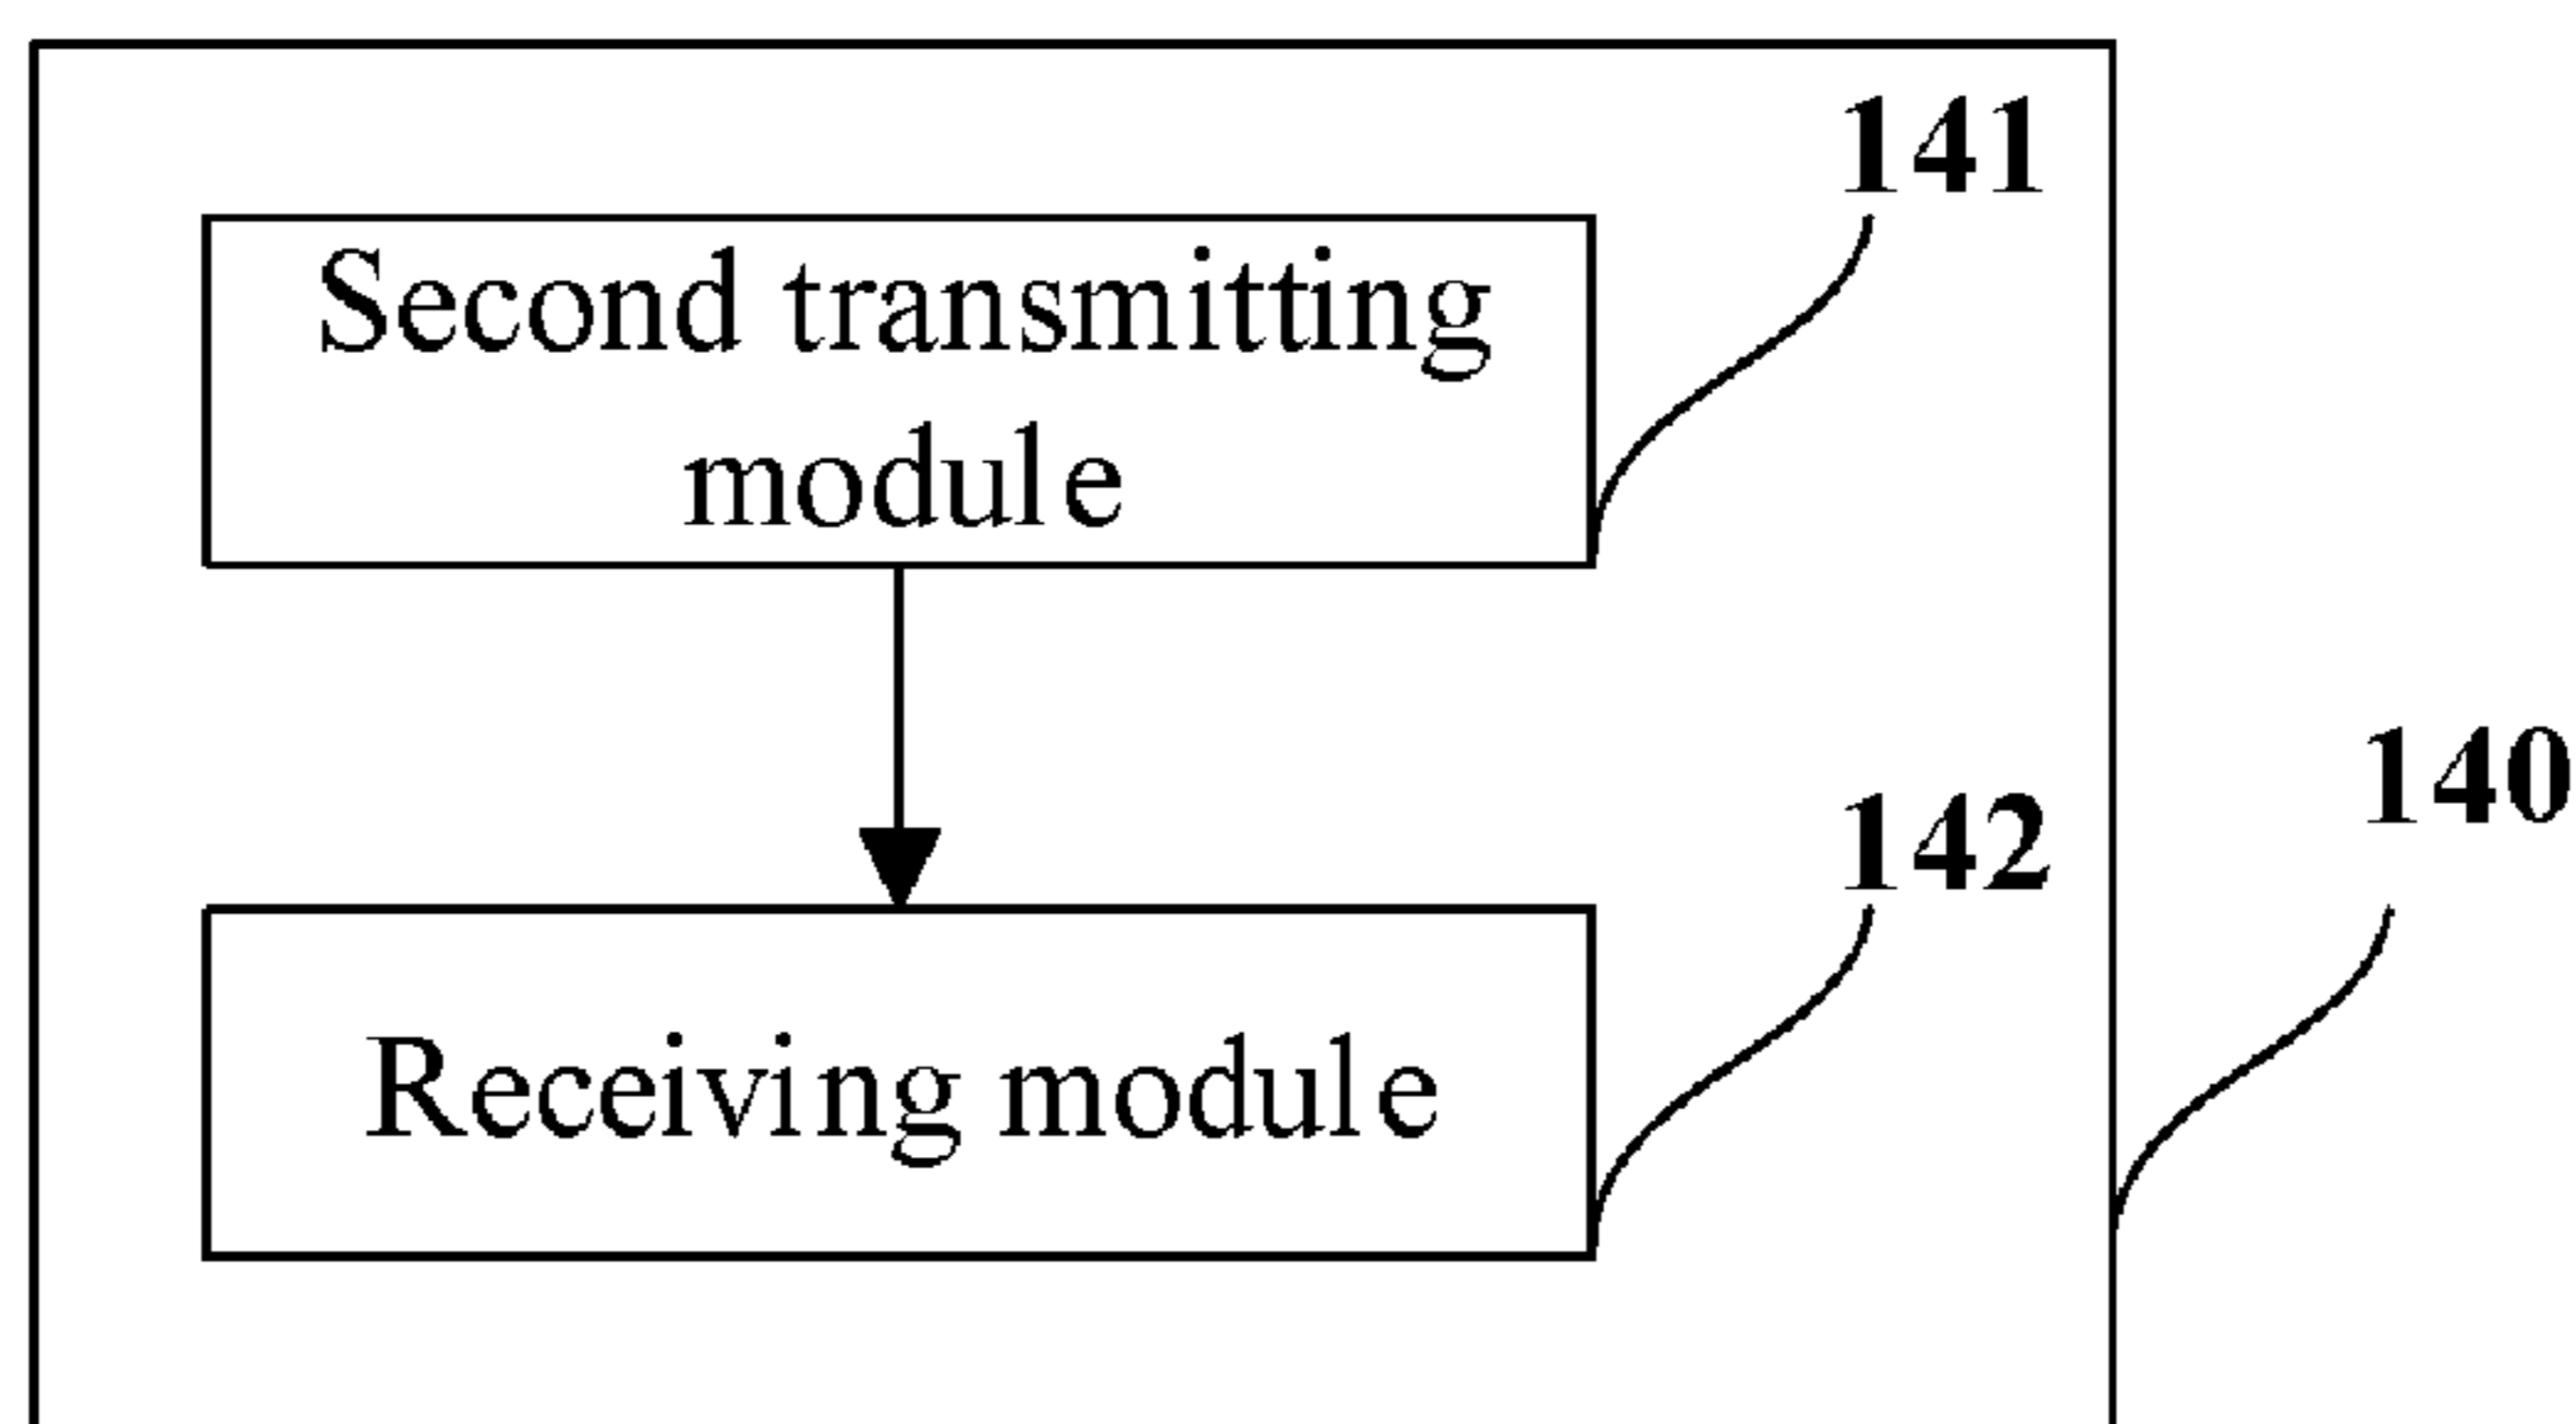 141
Second transmitting
module
140
142
Receiving module